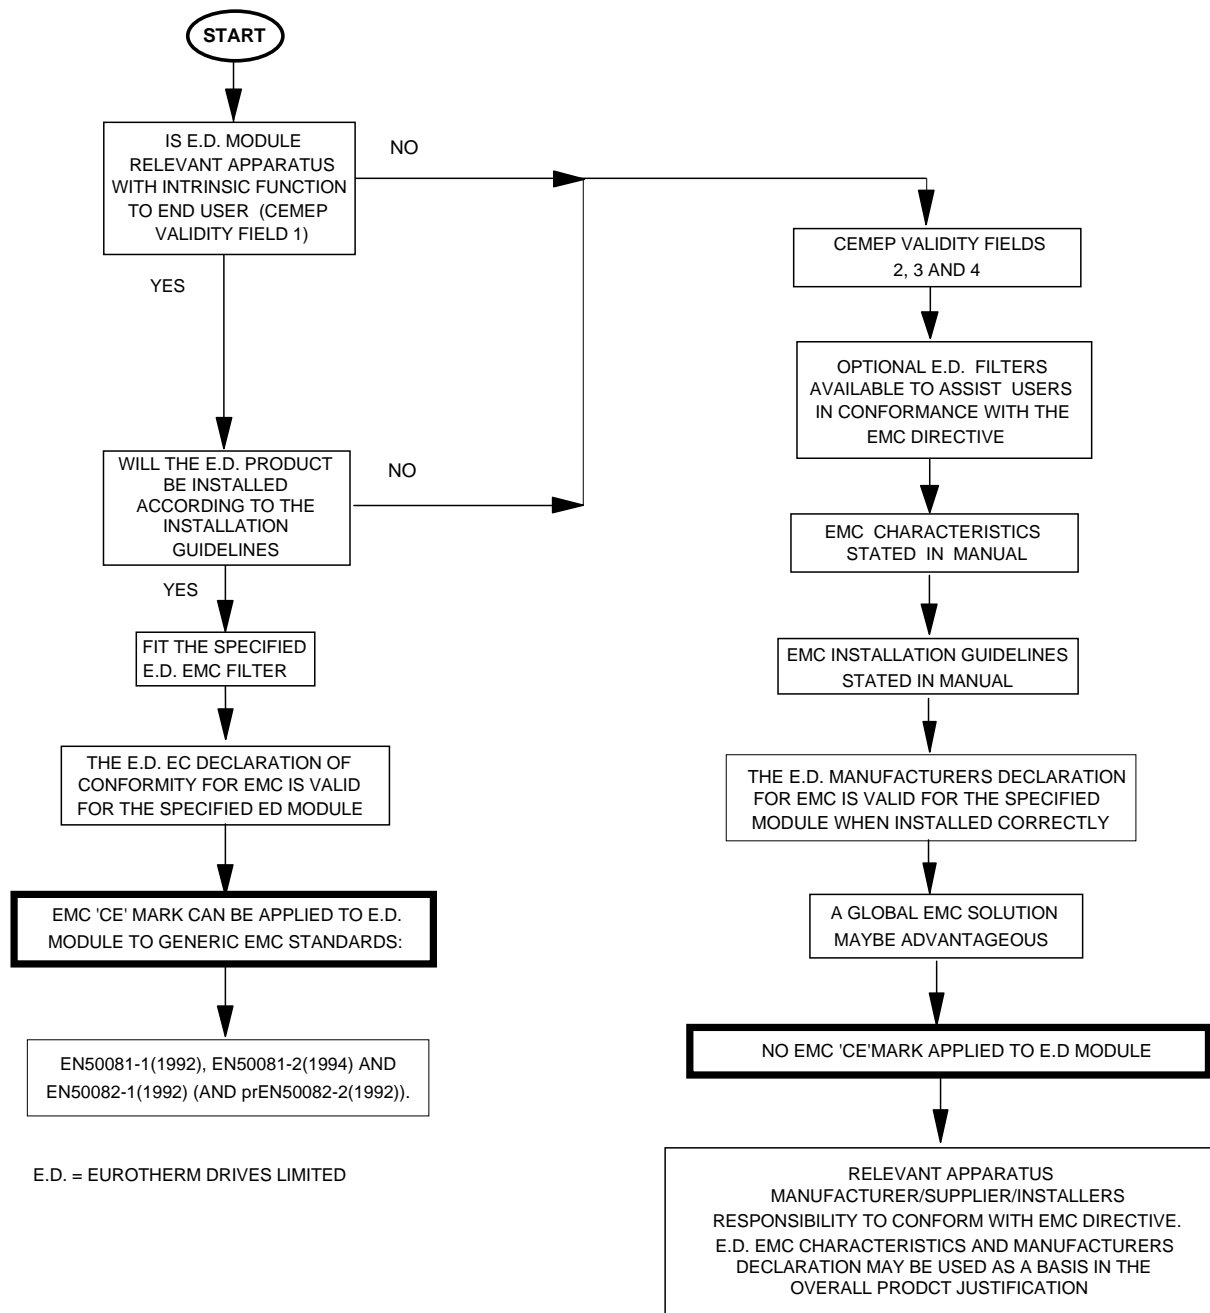 START
IS E.D. MODULE
RELEVANT APPARATUS
WITH INTRINSIC FUNCTION
TO END USER (CEMEP
VALIDITY FIELD 1)
NO
YES
WILL THE E.D. PRODUCT
BE INSTALLED
ACCORDING TO THE
INSTALLATION
GUIDELINES
NO
YES
FIT THE SPECIFIED
E.D. EMC FILTER
THE E.D. EC DECLARATION OF
CONFORMITY FOR EMC IS VALID
FOR THE SPECIFIED ED MODULE
EMC 'CE' MARK CAN BE APPLIED TO E.D.
MODULE TO GENERIC EMC STANDARDS:
EN50081-1(1992), EN50081-2(1994) AND
EN50082-1(1992) (AND prEN50082-2(1992)).
E.D. = EUROTHERM DRIVES LIMITED
CEMEP VALIDITY FIELDS
2, 3 AND 4
OPTIONAL E.D. FILTERS
AVAILABLE TO ASSIST USERS
IN CONFORMANCE WITH THE
EMC DIRECTIVE
EMC CHARACTERISTICS
STATED IN MANUAL
EMC INSTALLATION GUIDELINES
STATED IN MANUAL
THE E.D. MANUFACTURERS DECLARATION
FOR EMC IS VALID FOR THE SPECIFIED
MODULE WHEN INSTALLED CORRECTLY
A GLOBAL EMC SOLUTION
MAYBE ADVANTAGEOUS
NO EMC 'CE'MARK APPLIED TO E.D MODULE
RELEVANT APPARATUS
MANUFACTURER/SUPPLIER/INSTALLERS
RESPONSIBILITY TO CONFORM WITH EMC DIRECTIVE.
E.D. EMC CHARACTERISTICS AND MANUFACTURERS
DECLARATION MAY BE USED AS A BASIS IN THE
OVERALL PRODCT JUSTIFICATION